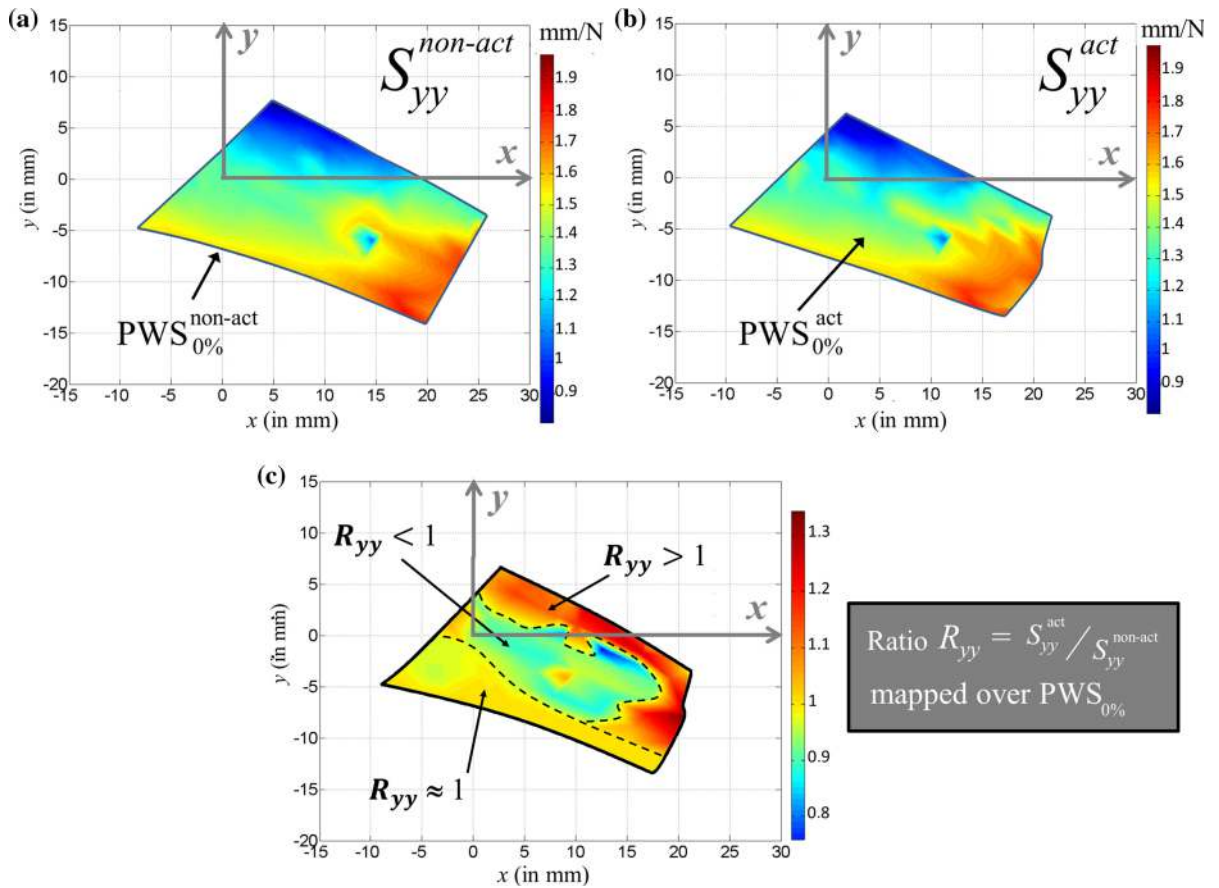 (a)
mm/N
15
10
5
0
-5
-10
-15
-20
y (in mm)
-15 -10 -5 0 5 10 15 20 25 30
x (in mm)
y
x
S_yy^non-act
PWS_0%^non-act
1.9
1.8
1.7
1.6
1.5
1.4
1.3
1.2
1.1
1
0.9
(b)
mm/N
15
10
5
0
-5
-10
-15
-20
y (in mm)
-15 -10 -5 0 5 10 15 20 25 30
x (in mm)
y
x
S_yy^act
PWS_0%^act
1.9
1.8
1.7
1.6
1.5
1.4
1.3
1.2
1.1
1
0.9
(c)
15
10
5
0
-5
-10
-15
-20
y (in mm)
-15 -10 -5 0 5 10 15 20 25 30
x (in mm)
y
x
R_yy < 1
R_yy > 1
R_yy ≈ 1
1.3
1.2
1.1
1
0.9
0.8
Ratio R_yy = S_yy^act / S_yy^non-act
mapped over PWS_0%